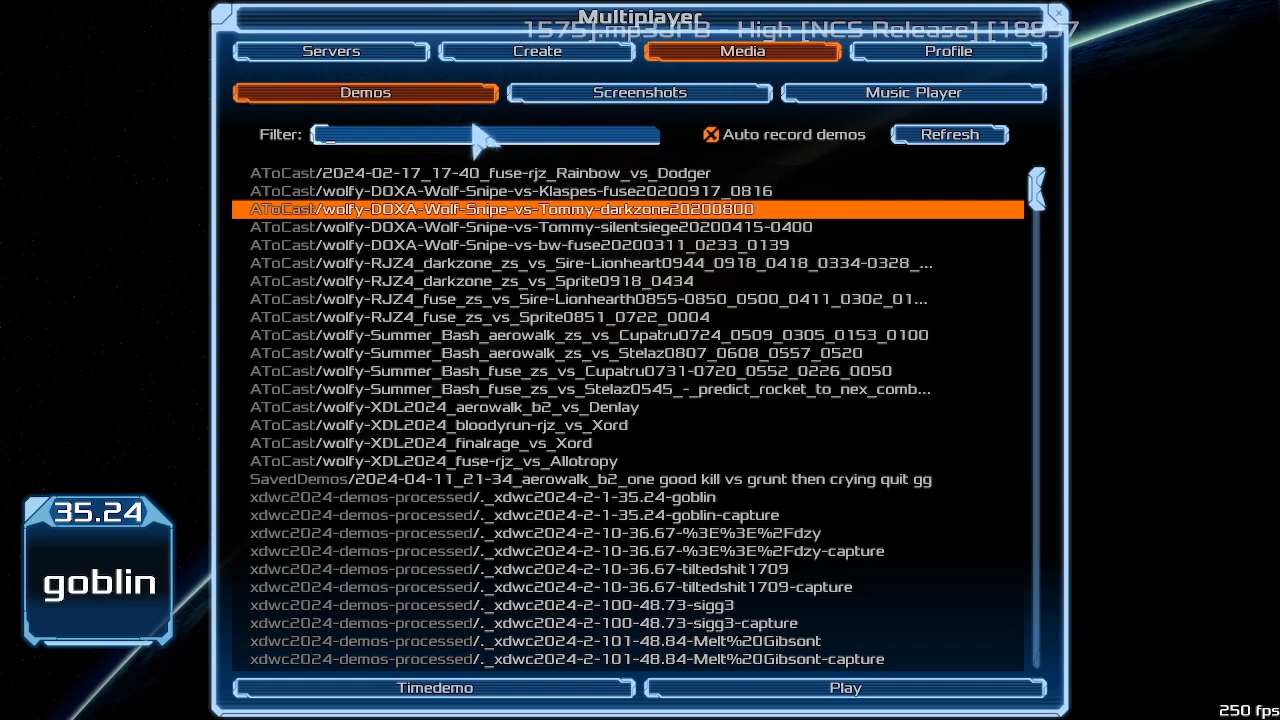 Multiplayer
1575].mp3JPB - High [NCS Release] [18857
Servers Create Media Profile
Demos Screenshots Music Player
Filter: _ Auto record demos Refresh
AToCast/2024-02-17_17-40_fuse-rjz_Rainbow_vs_Dodger
AToCast/wolfy-DOXA-Wolf-Snipe-vs-Klaspes-fuse20200917_0816
AToCast/wolfy-DOXA-Wolf-Snipe-vs-Tommy-darkzone20200800
AToCast/wolfy-DOXA-Wolf-Snipe-vs-Tommy-silentsiege20200415-0400
AToCast/wolfy-DOXA-Wolf-Snipe-vs-bw-fuse20200311_0233_0139
AToCast/wolfy-RJZ4_darkzone_zs_vs_Sire-Lionheart0944_0918_0418_0334-0328_...
AToCast/wolfy-RJZ4_darkzone_zs_vs_Sprite0918_0434
AToCast/wolfy-RJZ4_fuse_zs_vs_Sire-Lionhearth0855-0850_0500_0411_0302_01...
AToCast/wolfy-RJZ4_fuse_zs_vs_Sprite0851_0722_0004
AToCast/wolfy-Summer_Bash_aerowalk_zs_vs_Cupatru0724_0509_0305_0153_0100
AToCast/wolfy-Summer_Bash_aerowalk_zs_vs_Stelaz0807_0608_0557_0520
AToCast/wolfy-Summer_Bash_fuse_zs_vs_Cupatru0731-0720_0552_0226_0050
AToCast/wolfy-Summer_Bash_fuse_zs_vs_Stelaz0545_-_predict_rocket_to_nex_comb...
AToCast/wolfy-XDL2024_aerowalk_b2_vs_Denlay
AToCast/wolfy-XDL2024_bloodyrun-rjz_vs_Xord
AToCast/wolfy-XDL2024_finalrage_vs_Xord
AToCast/wolfy-XDL2024_fuse-rjz_vs_Allotropy
SavedDemos/2024-04-11_21-34_aerowalk_b2_one good kill vs grunt then crying quit gg
xdwc2024-demos-processed/._xdwc2024-2-1-35.24-goblin
xdwc2024-demos-processed/._xdwc2024-2-1-35.24-goblin-capture
xdwc2024-demos-processed/._xdwc2024-2-10-36.67-%3E%3E%2Fdzy
xdwc2024-demos-processed/._xdwc2024-2-10-36.67-%3E%3E%2Fdzy-capture
xdwc2024-demos-processed/._xdwc2024-2-10-36.67-tiltedshit1709
xdwc2024-demos-processed/._xdwc2024-2-10-36.67-tiltedshit1709-capture
xdwc2024-demos-processed/._xdwc2024-2-100-48.73-sigg3
xdwc2024-demos-processed/._xdwc2024-2-100-48.73-sigg3-capture
xdwc2024-demos-processed/._xdwc2024-2-101-48.84-Melt%20Gibsont
xdwc2024-demos-processed/._xdwc2024-2-101-48.84-Melt%20Gibsont-capture
Timedemo Play
35.24
goblin
250 fps